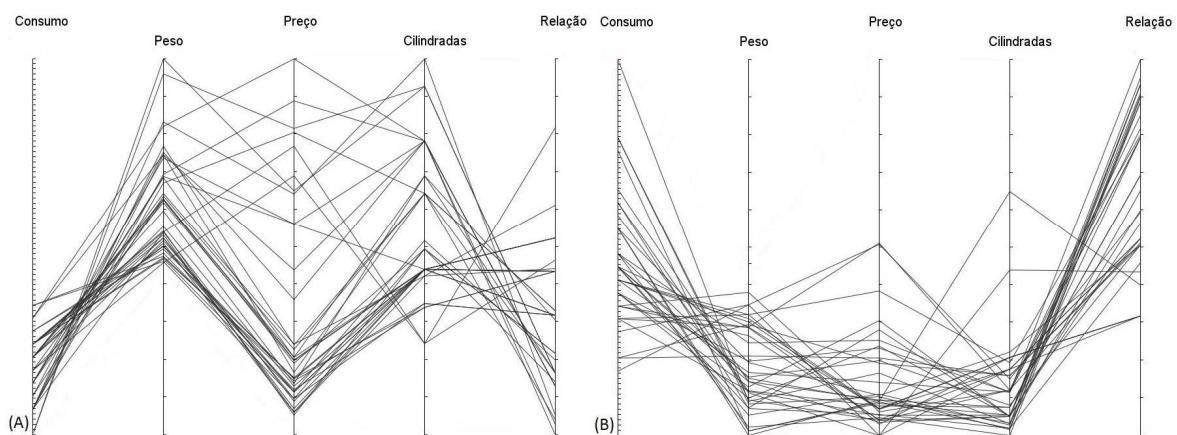 Consumo Preço Relação
Peso Cilindradas
(A)
Consumo Preço Relação
Peso Cilindradas
(B)